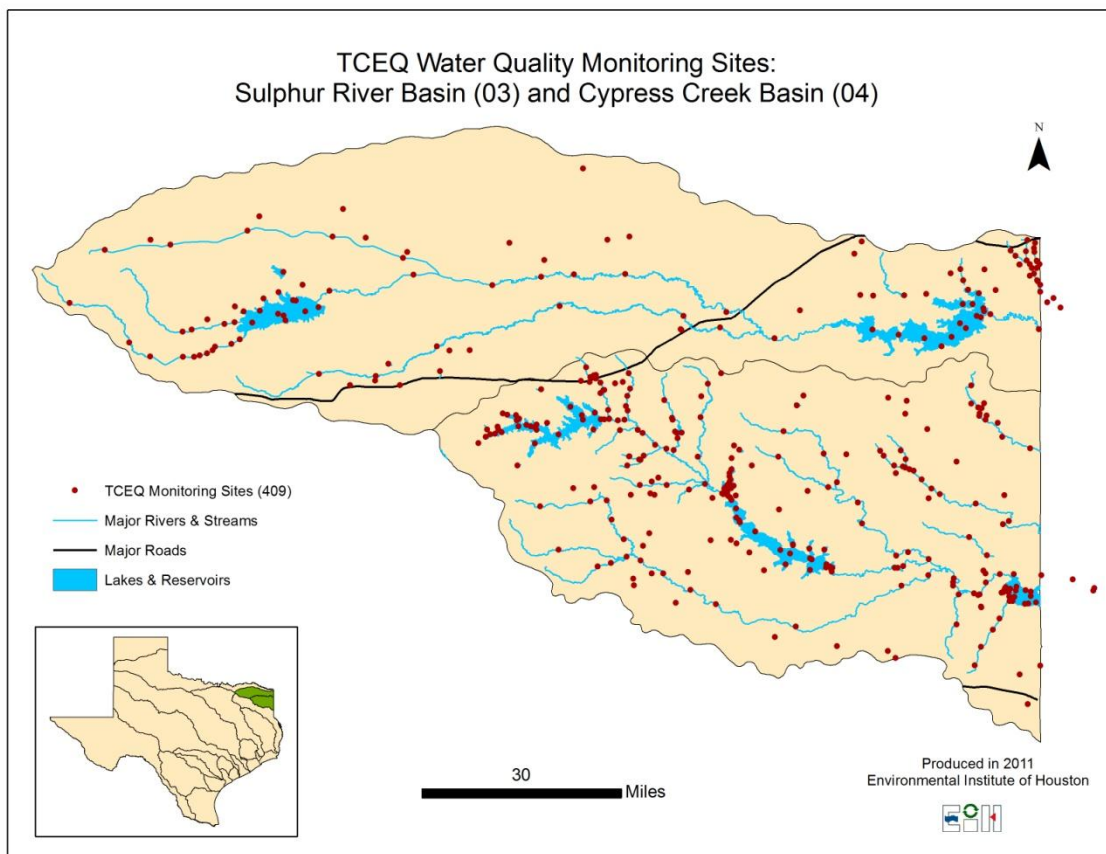 TCEQ Water Quality Monitoring Sites:
Sulphur River Basin (03) and Cypress Creek Basin (04)
N
TCEQ Monitoring Sites (409)
Major Rivers & Streams
Major Roads
Lakes & Reservoirs
30
Miles
Produced in 2011
Environmental Institute of Houston
EIH